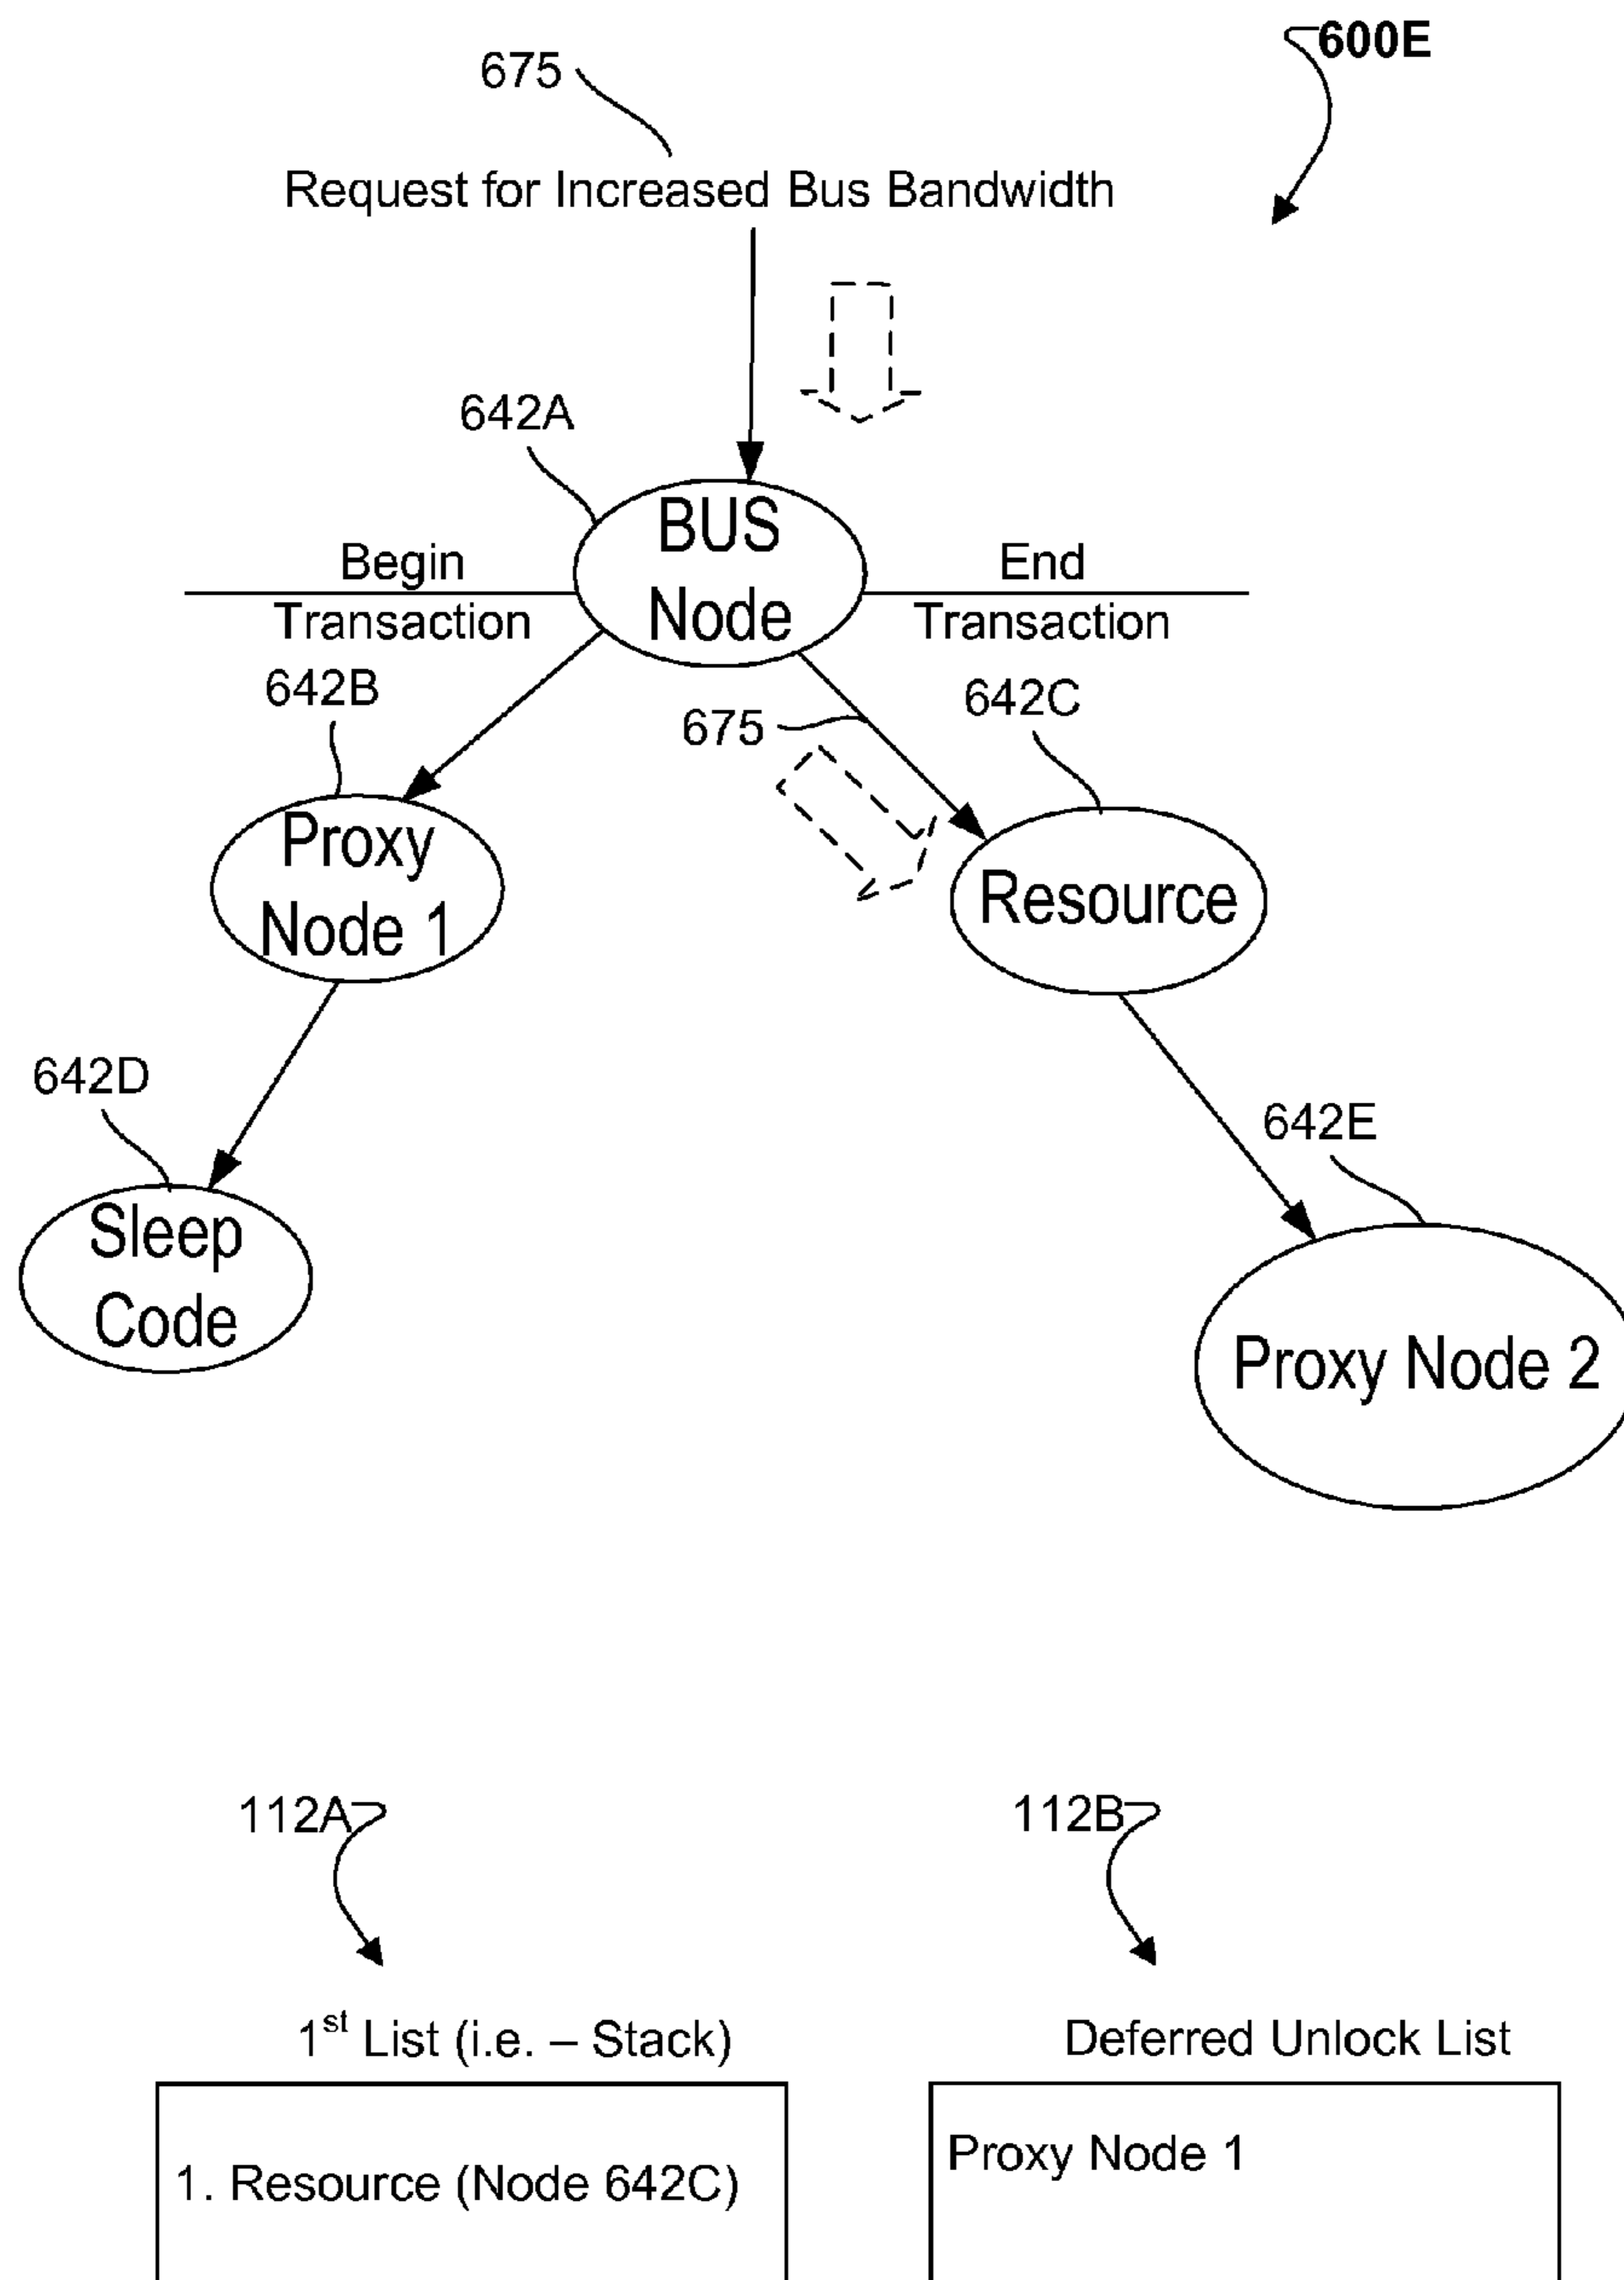 600E
675
Request for Increased Bus Bandwidth
642A
BUS
Node
Begin
Transaction
End
Transaction
642B
675
642C
Proxy
Node 1
Resource
642D
642E
Sleep
Code
Proxy Node 2
112A
112B
1st List (i.e. – Stack)
Deferred Unlock List
1. Resource (Node 642C)
Proxy Node 1